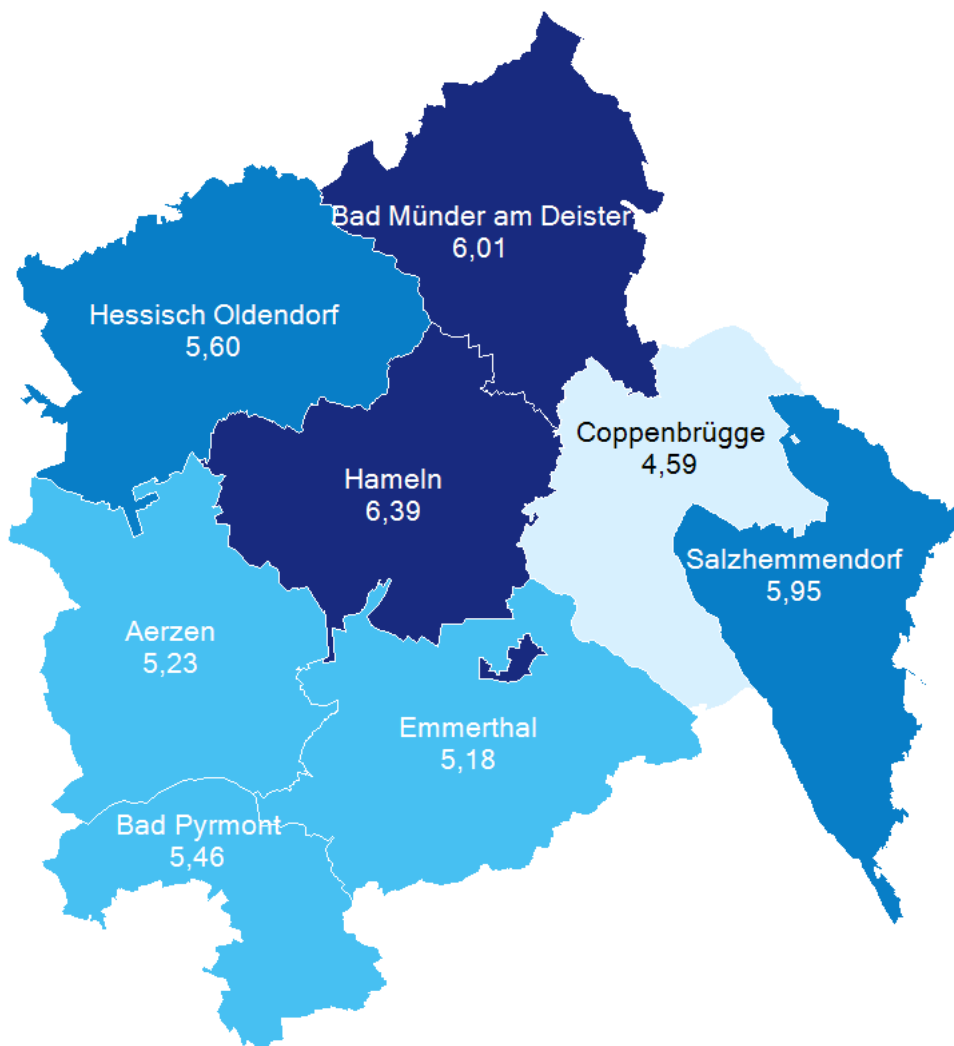 Bad Münder am Deister
6,01
Hessisch Oldendorf
5,60
Coppenbrügge
4,59
Hameln
6,39
Salzhemmendorf
5,95
Aerzen
5,23
Emmerthal
5,18
Bad Pyrmont
5,46